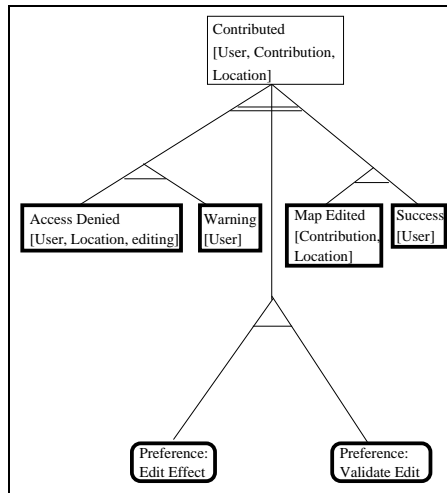 Contributed
[User, Contribution,
Location]
Access Denied
[User, Location, editing]
Warning
[User]
Map Edited
[Contribution,
Location]
Success
[User]
Preference:
Edit Effect
Preference:
Validate Edit